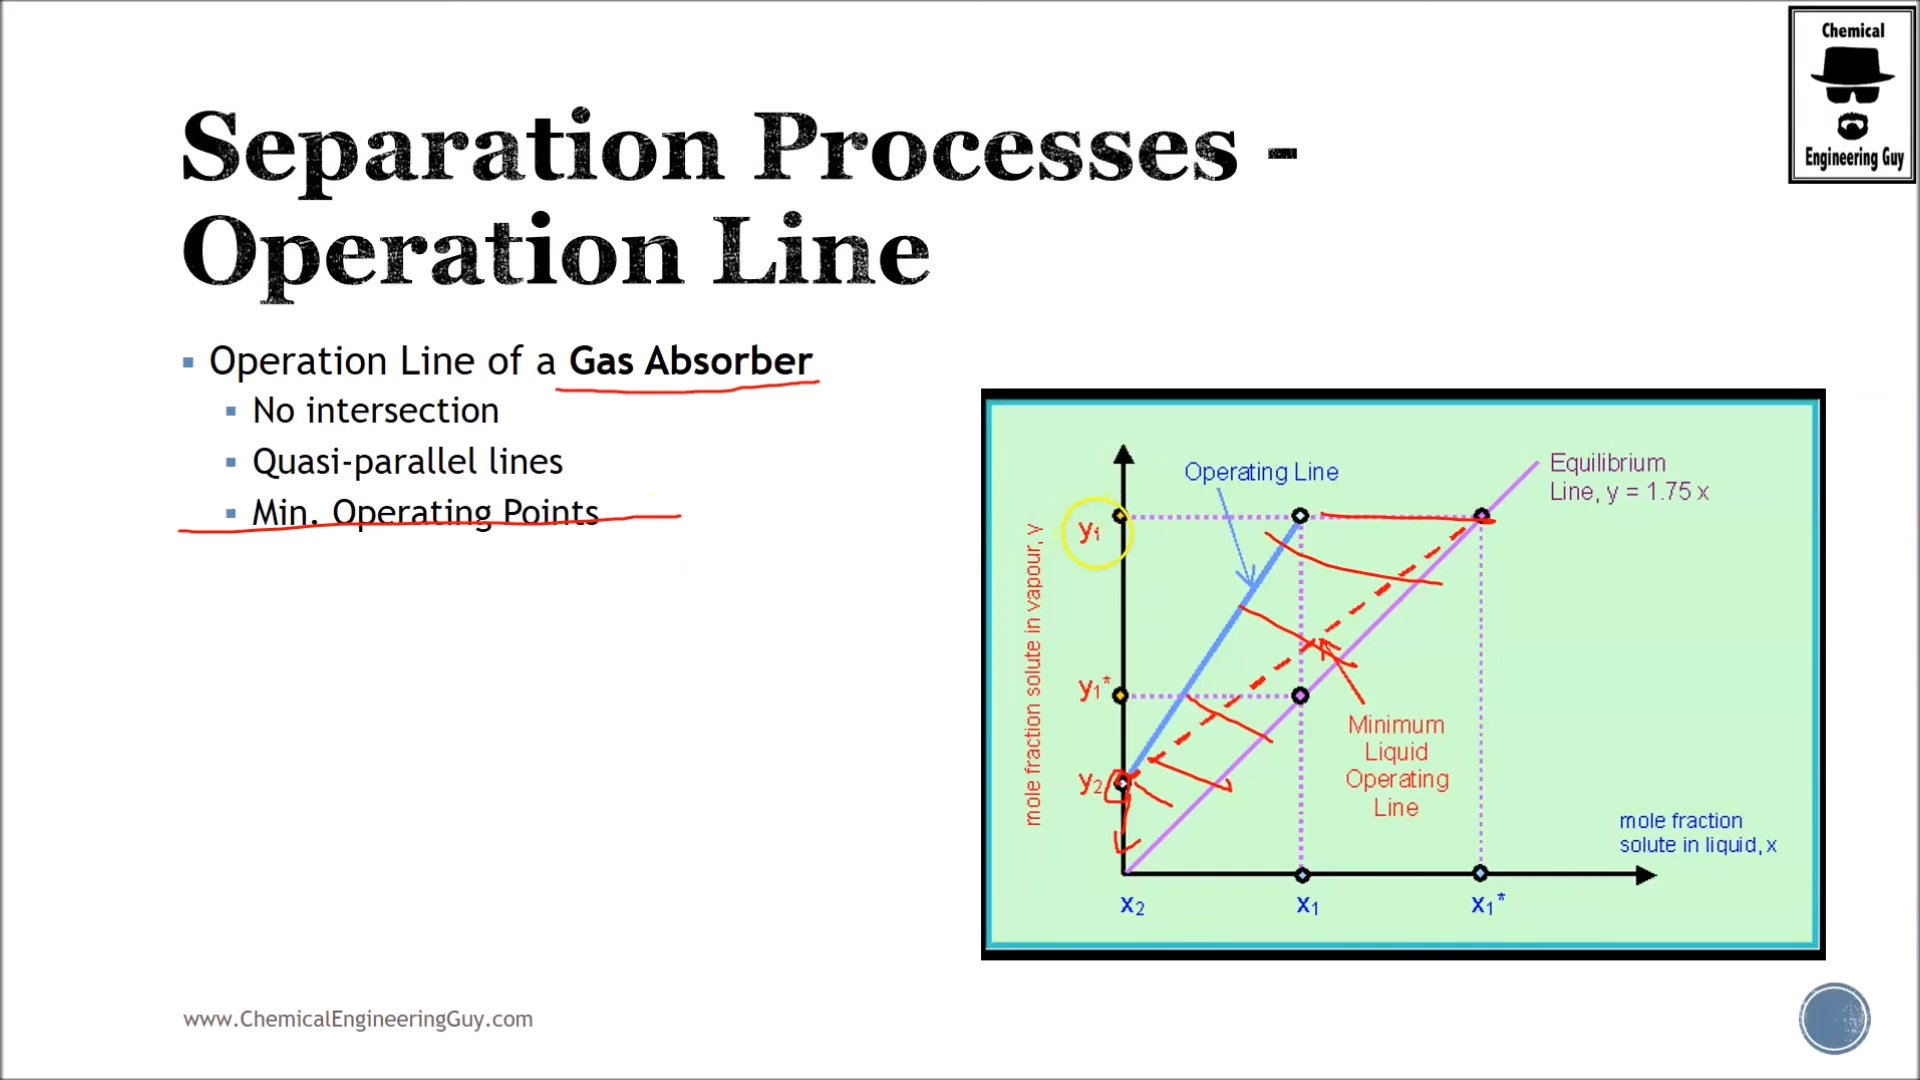 Chemical
Engineering Guy
Separation Processes -
Operation Line
Operation Line of a Gas Absorber
No intersection
Quasi-parallel lines
Min. Operating Points
Operating Line
Equilibrium
Line, y = 1.75 x
y₁
y₁*
y₂
mole fraction solute in vapour, y
Minimum
Liquid
Operating
Line
mole fraction
solute in liquid, x
x₂ x₁ x₁*
www.ChemicalEngineeringGuy.com